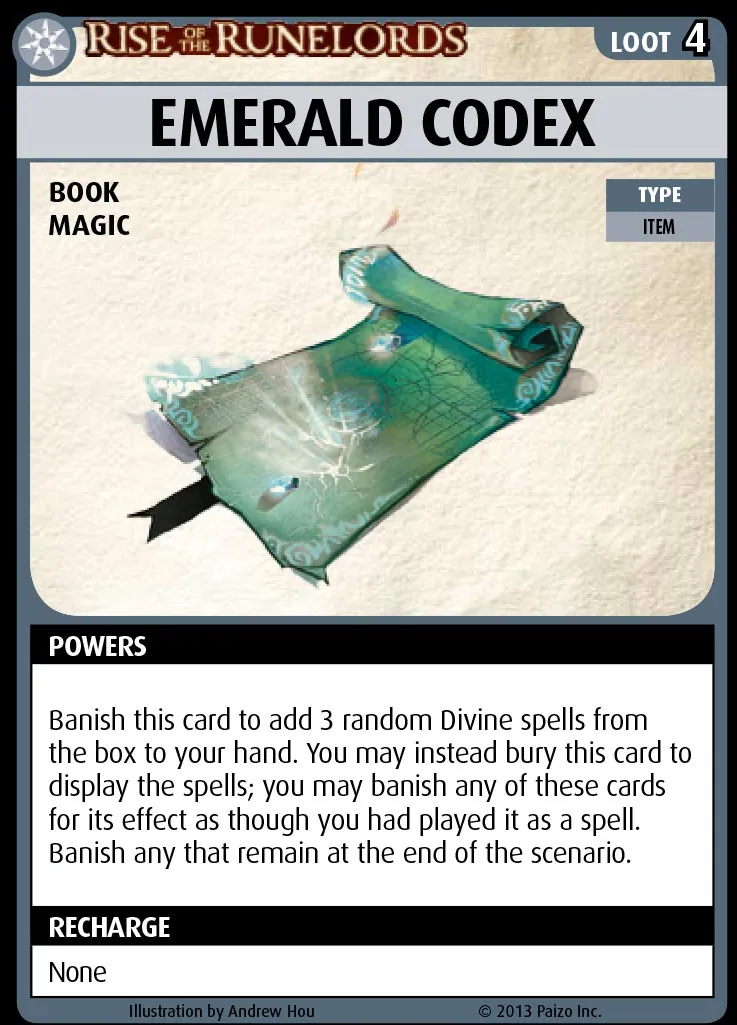 RISE OF THE RUNELORDS
LOOT 4
EMERALD CODEX
BOOK
MAGIC
TYPE
ITEM
POWERS
Banish this card to add 3 random Divine spells from
the box to your hand. You may instead bury this card to
display the spells; you may banish any of these cards
for its effect as though you had played it as a spell.
Banish any that remain at the end of the scenario.
RECHARGE
None
Illustration by Andrew Hou
© 2013 Paizo Inc.